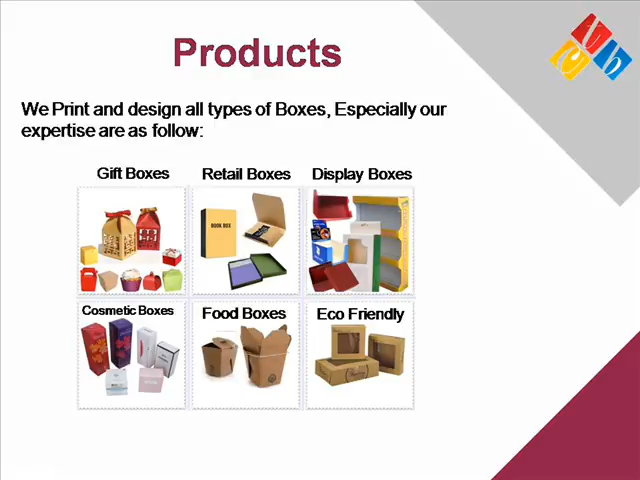 Products
We Print and design all types of Boxes, Especially our
expertise are as follow:
Gift Boxes Retail Boxes Display Boxes
BOOK BOX
Cosmetic Boxes Food Boxes Eco Friendly